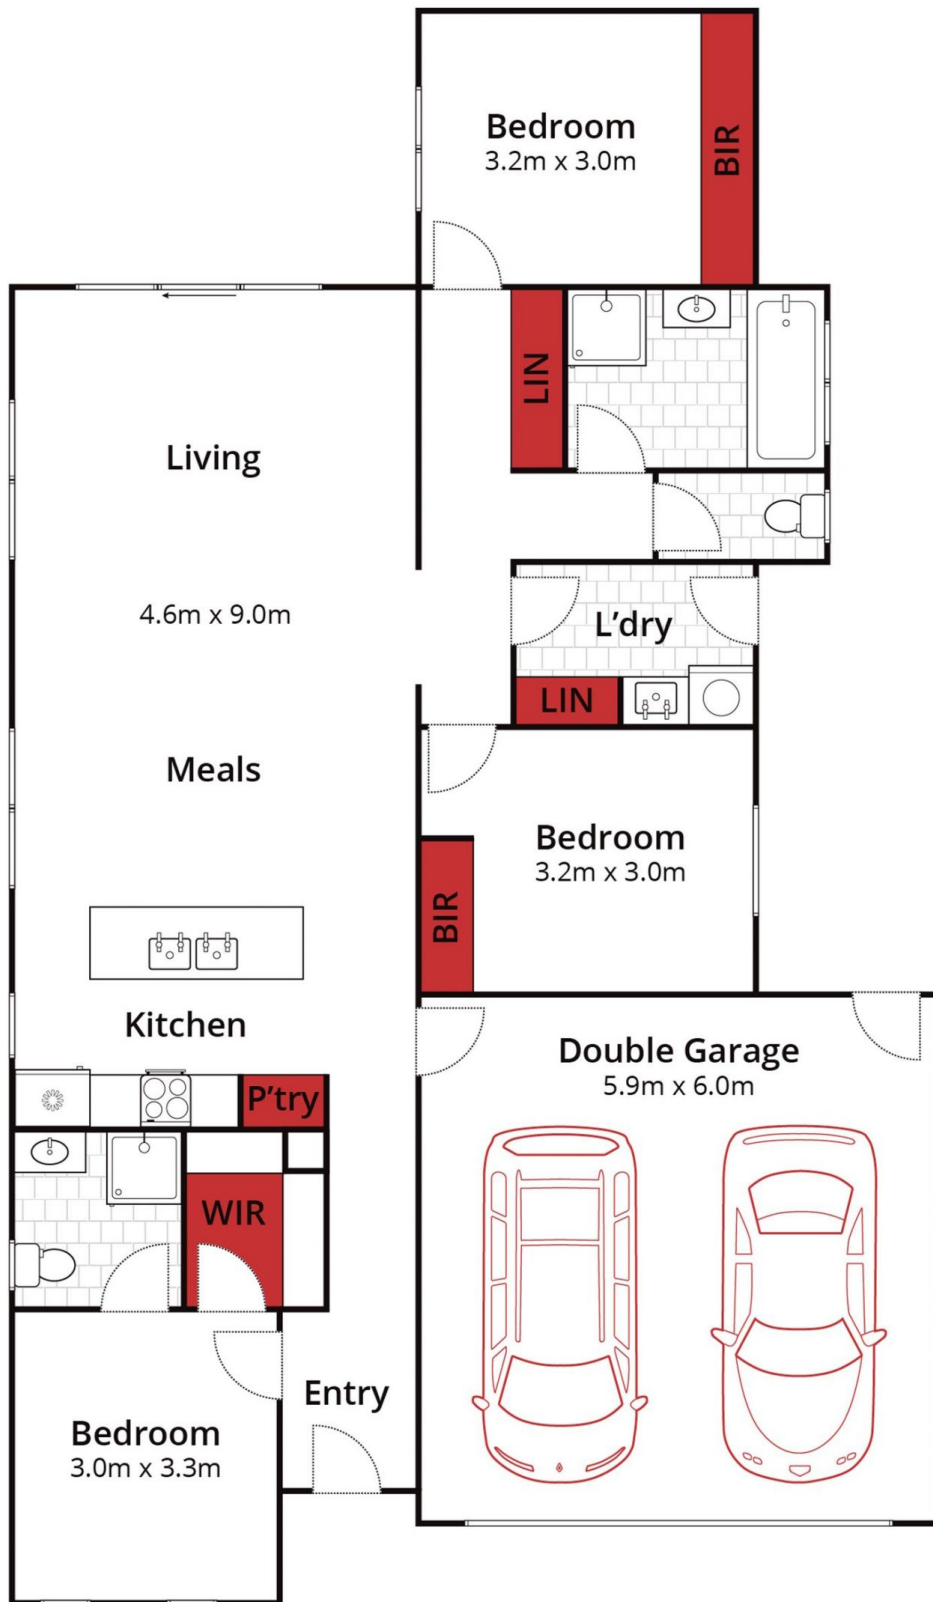 Bedroom
3.2m x 3.0m
BIR
LIN
Living
4.6m x 9.0m
L'dry
LIN
Meals
Bedroom
3.2m x 3.0m
BIR
Kitchen
P'try
Double Garage
5.9m x 6.0m
WIR
Entry
Bedroom
3.0m x 3.3m